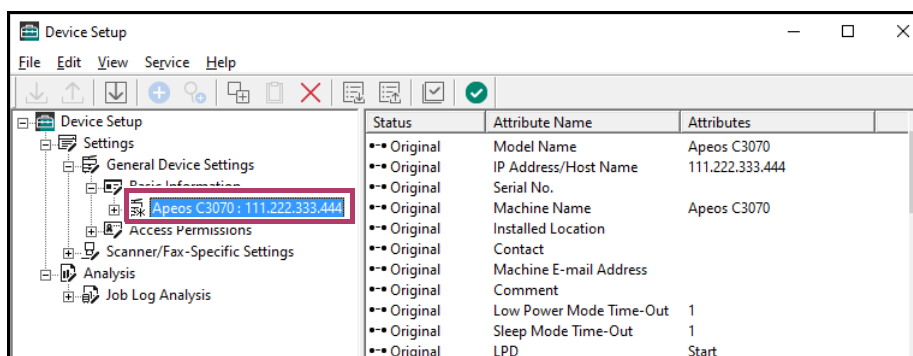 Device Setup
File Edit View Service Help
Device Setup
Settings
General Device Settings
Basic Information
Apeos C3070 : 111.222.333.444
Access Permissions
Scanner/Fax-Specific Settings
Analysis
Job Log Analysis
Status Attribute Name Attributes
Original Model Name Apeos C3070
Original IP Address/Host Name 111.222.333.444
Original Serial No.
Original Machine Name Apeos C3070
Original Installed Location
Original Contact
Original Machine E-mail Address
Original Comment
Original Low Power Mode Time-Out 1
Original Sleep Mode Time-Out 1
Original LPD Start